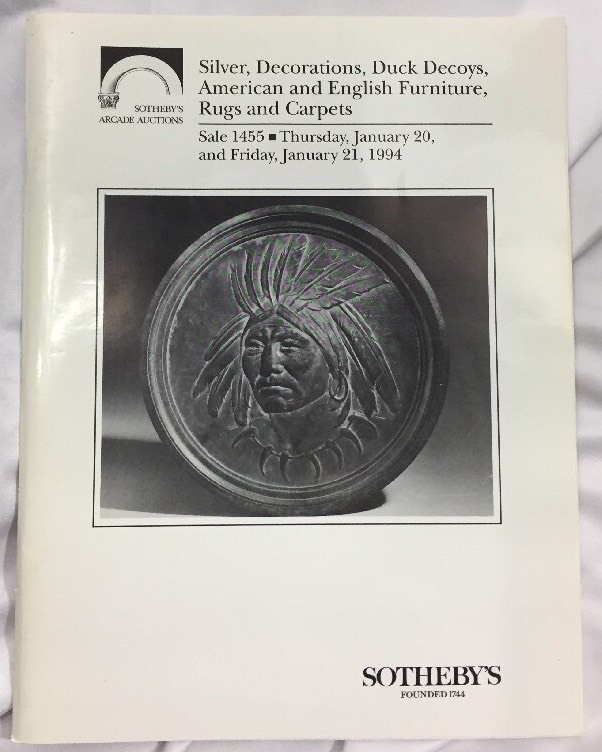 SOTHEBY'S
ARCADE AUCTIONS
Silver, Decorations, Duck Decoys,
American and English Furniture,
Rugs and Carpets
Sale 1455 ■ Thursday, January 20,
and Friday, January 21, 1994
SOTHEBY'S
FOUNDED 1744